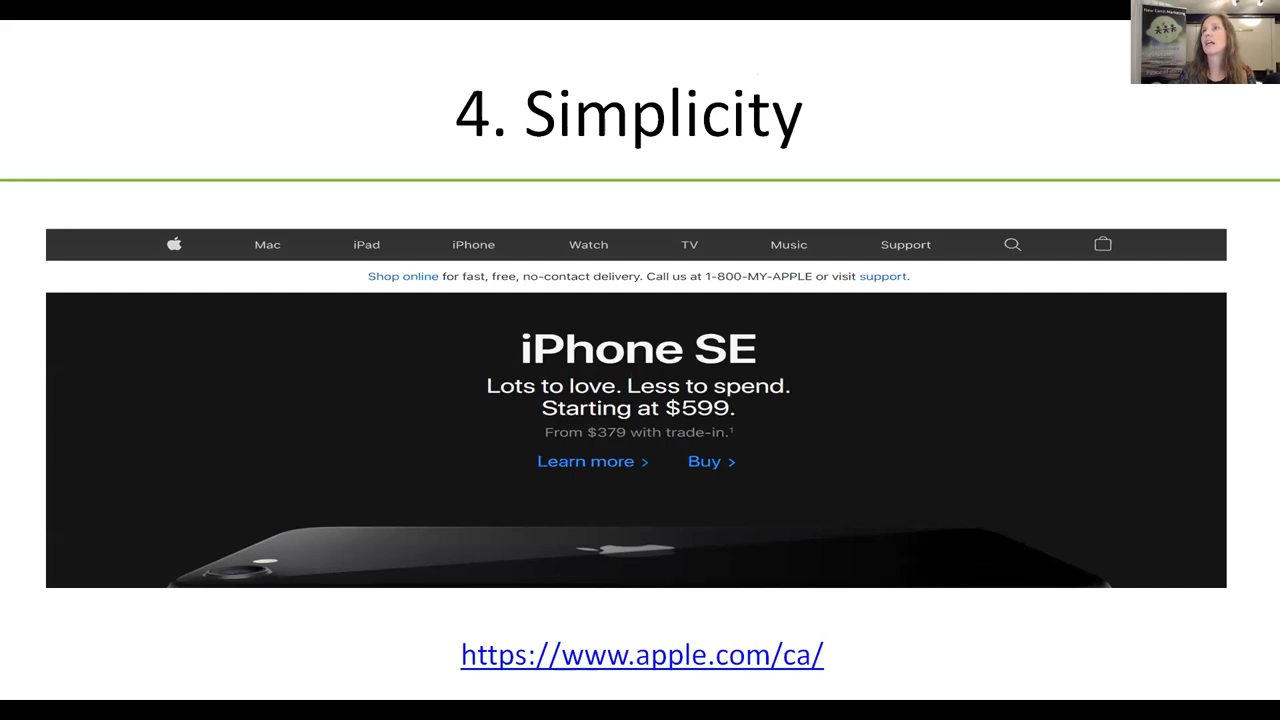 4. Simplicity
Mac iPad iPhone Watch TV Music Support
Shop online for fast, free, no-contact delivery. Call us at 1-800-MY-APPLE or visit support.
iPhone SE
Lots to love. Less to spend.
Starting at $599.
From $379 with trade-in.¹
Learn more > Buy >
https://www.apple.com/ca/